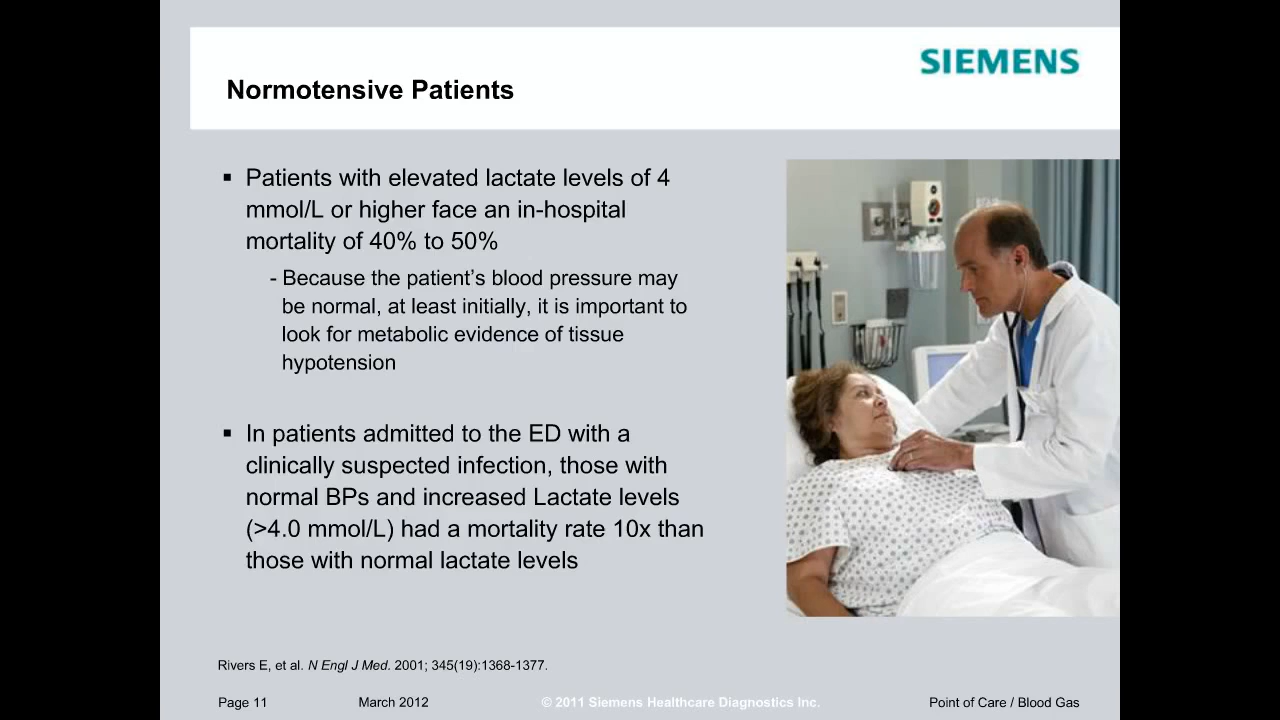 SIEMENS
Normotensive Patients
▪ Patients with elevated lactate levels of 4
mmol/L or higher face an in-hospital
mortality of 40% to 50%
- Because the patient’s blood pressure may
be normal, at least initially, it is important to
look for metabolic evidence of tissue
hypotension
▪ In patients admitted to the ED with a
clinically suspected infection, those with
normal BPs and increased Lactate levels
(>4.0 mmol/L) had a mortality rate 10x than
those with normal lactate levels
Rivers E, et al. N Engl J Med. 2001; 345(19):1368-1377.
Page 11 March 2012 © 2011 Siemens Healthcare Diagnostics Inc. Point of Care / Blood Gas